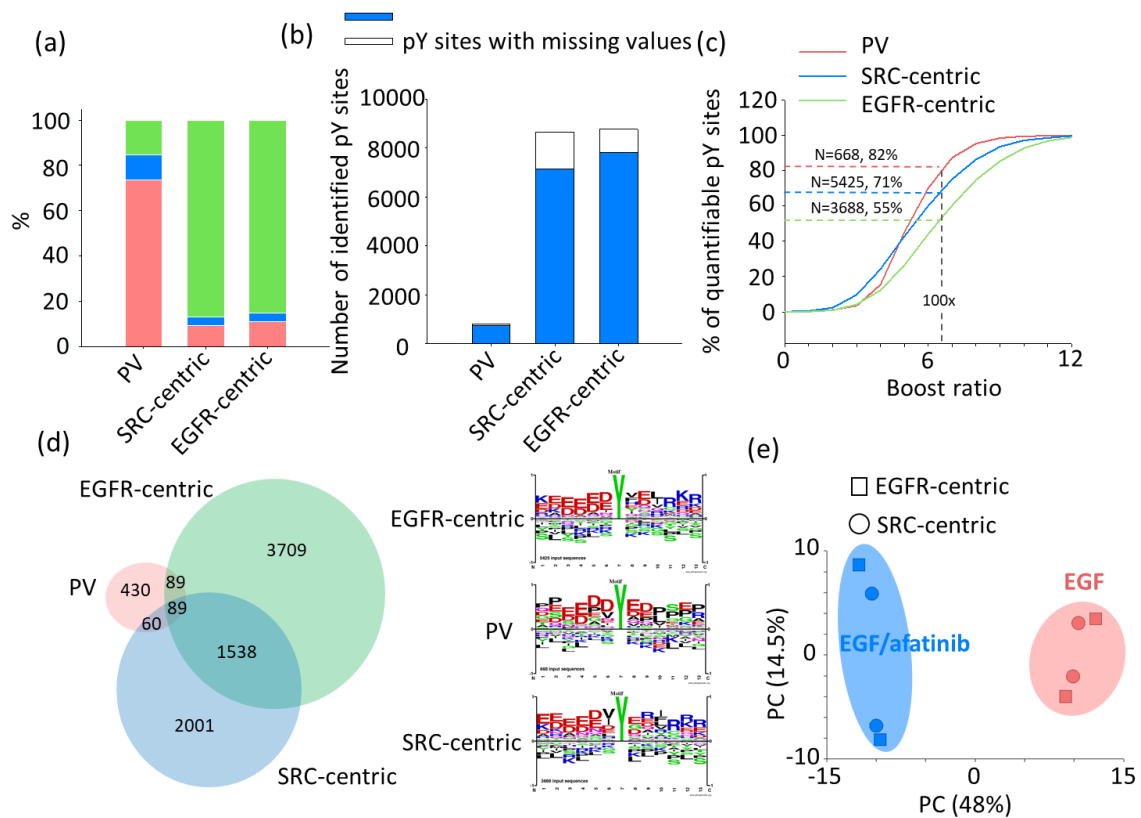 (a)
%
100
80
60
40
20
0
PV
SRC-centric
EGFR-centric
(b)
pY sites with missing values
Number of identified pY sites
10000
8000
6000
4000
2000
0
PV
SRC-centric
EGFR-centric
(c)
PV
SRC-centric
EGFR-centric
% of quantifiable pY sites
120
100
80
60
40
20
0
N=668, 82%
N=5425, 71%
N=3688, 55%
100x
0
6
12
Boost ratio
(d)
EGFR-centric
3709
PV
430
89
89
60
1538
2001
SRC-centric
EGFR-centric
Motif
PV
Motif
SRC-centric
Motif
(e)
EGFR-centric
SRC-centric
10
0
-10
EGF
EGF/afatinib
PC (14.5%)
-15
0
15
PC (48%)